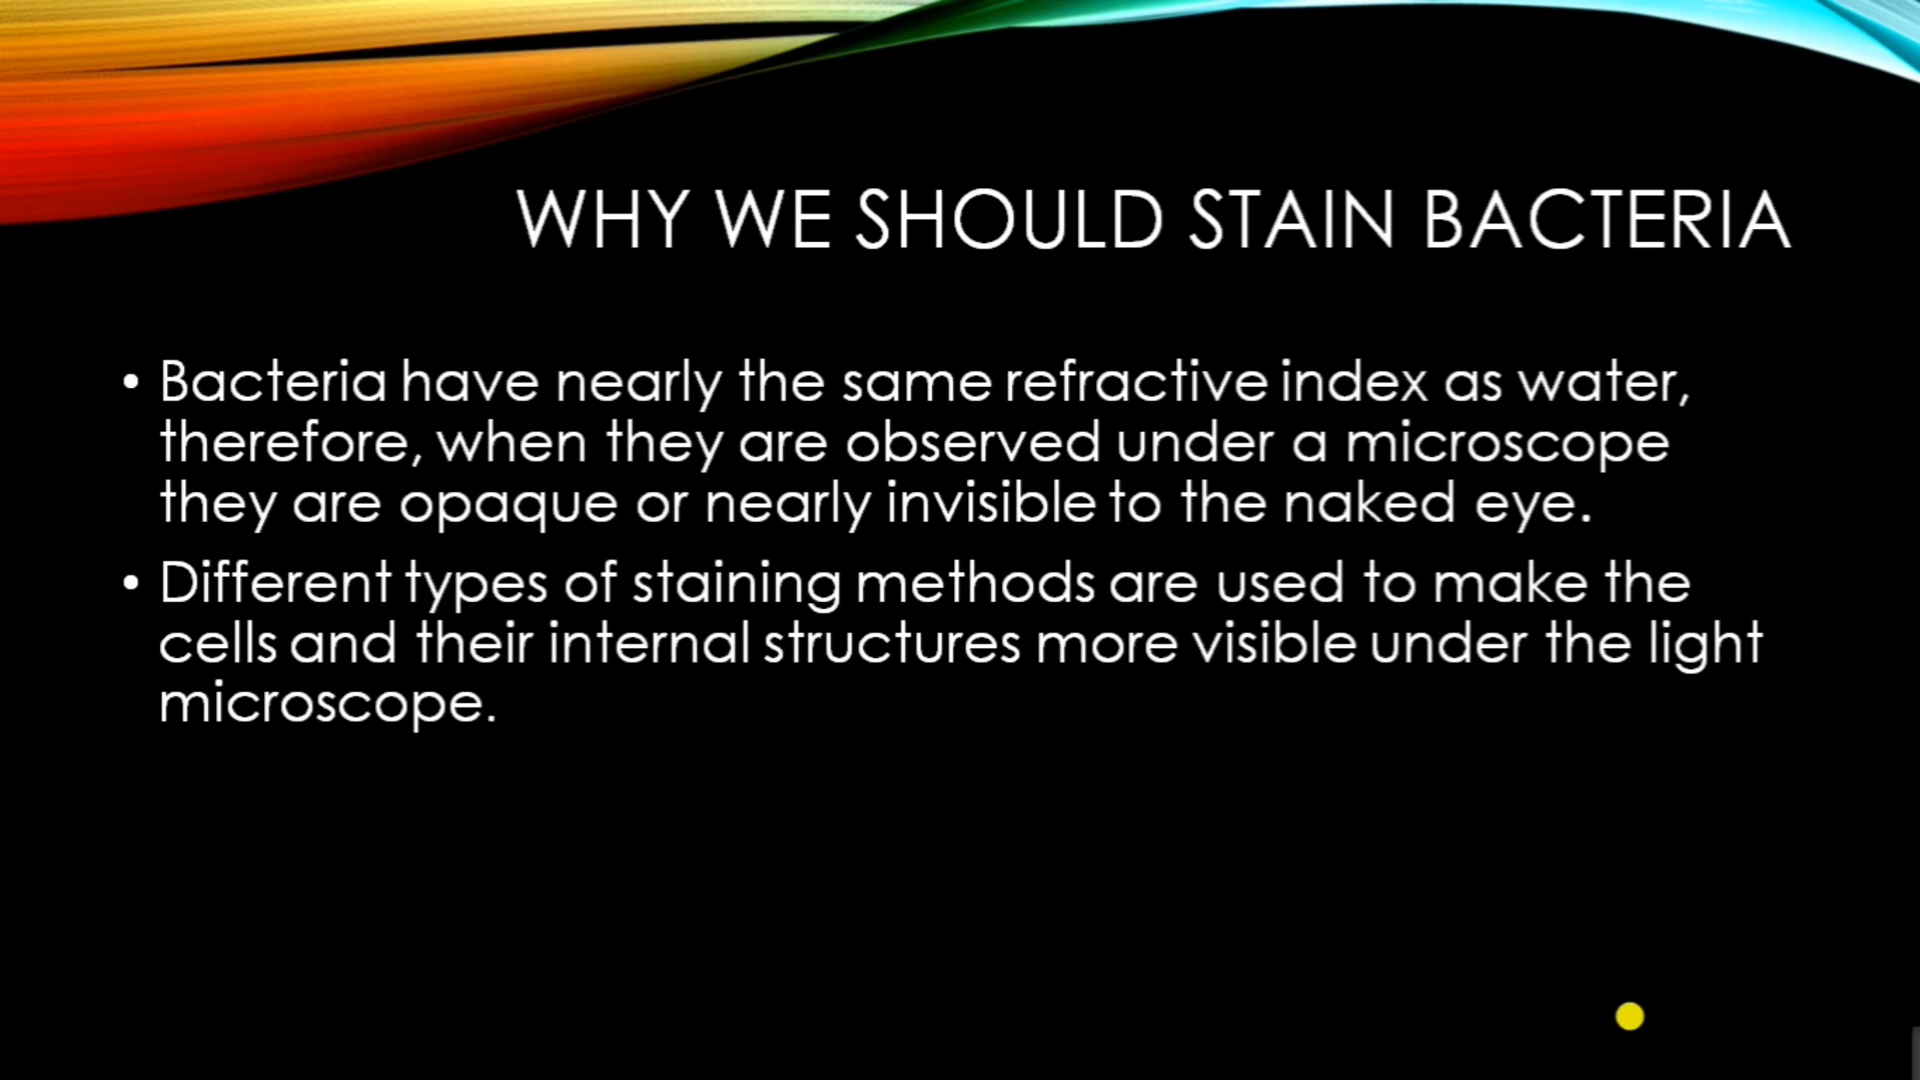 WHY WE SHOULD STAIN BACTERIA
• Bacteria have nearly the same refractive index as water,
therefore, when they are observed under a microscope
they are opaque or nearly invisible to the naked eye.
• Different types of staining methods are used to make the
cells and their internal structures more visible under the light
microscope.